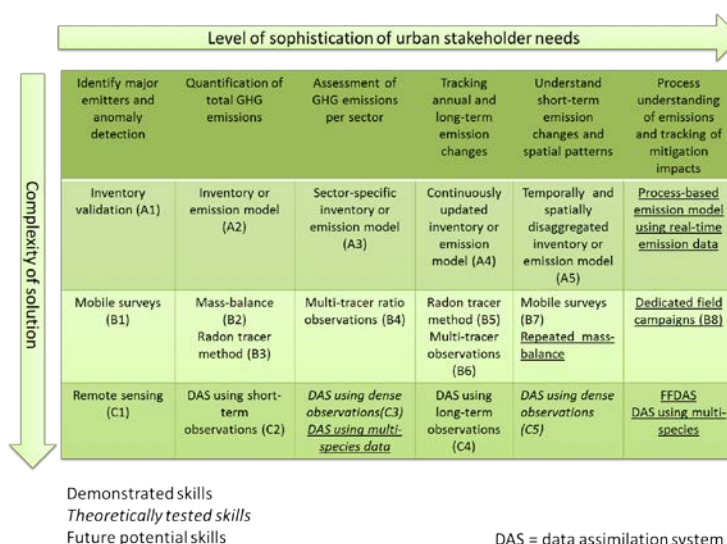 Level of sophistication of urban stakeholder needs
Complexity of solution
Identify major
emitters and
anomaly
detection
Quantification of
total GHG
emissions
Assessment of
GHG emissions
per sector
Tracking
annual and
long-term
emission
changes
Understand
short-term
emission
changes and
spatial patterns
Process
understanding
of emissions
and tracking of
mitigation
impacts
Inventory
validation (A1)
Inventory or
emission model
(A2)
Sector-specific
inventory or
emission model
(A3)
Continuously
updated
inventory or
emission
model (A4)
Temporally and
spatially
disaggregated
inventory or
emission model
(A5)
Process-based
emission model
using real-time
emission data
Mobile surveys
(B1)
Mass-balance
(B2)
Radon tracer
method (B3)
Multi-tracer ratio
observations (B4)
Radon tracer
method (B5)
Multi-tracer
observations
(B6)
Mobile surveys
(B7)
Repeated mass-
balance
Dedicated field
campaigns (B8)
Remote sensing
(C1)
DAS using short-
term
observations (C2)
DAS using dense
observations(C3)
DAS using multi-
species data
DAS using
long-term
observations
(C4)
DAS using dense
observations
(C5)
FFDAS
DAS using multi-
species
Demonstrated skills
Theoretically tested skills
Future potential skills
DAS = data assimilation system